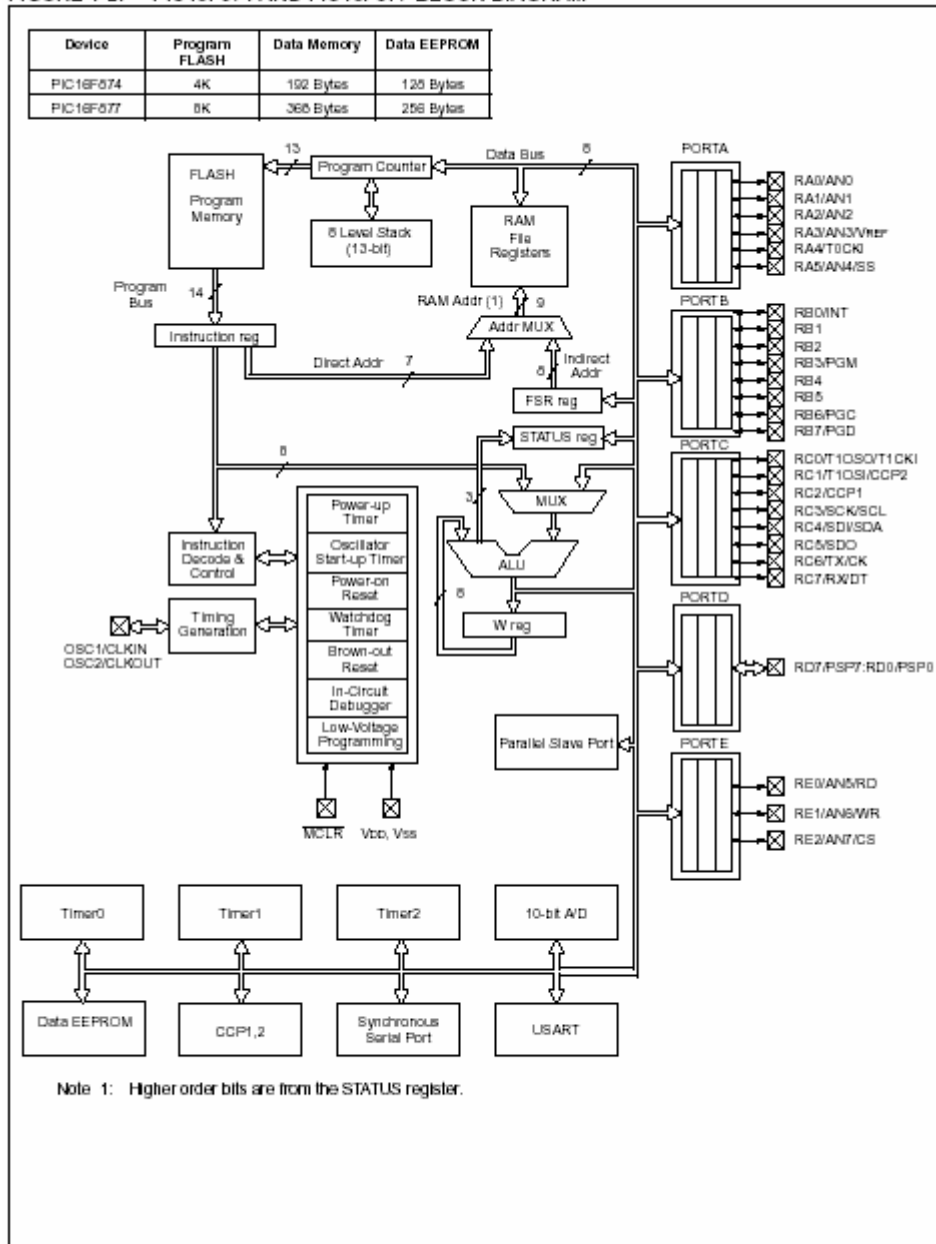 Device Program FLASH Data Memory Data EEPROM
PIC16F874 4K 192 Bytes 128 Bytes
PIC16F877 8K 368 Bytes 256 Bytes
13
Data Bus
8
PORTA
FLASH
Program
Memory
Program Counter
8 Level Stack
(13-bit)
RAM
File
Registers
RA0/AN0
RA1/AN1
RA2/AN2
RA3/AN3/VREF
RA4/T0CKI
RA5/AN4/SS
Program
Bus
14
RAM Addr (1)
9
PORTB
Instruction reg
Addr MUX
Direct Addr
7
8
Indirect
Addr
FSR reg
RB0/INT
RB1
RB2
RB3/PGM
RB4
RB5
RB6/PGC
RB7/PGD
STATUS reg
PORTC
8
3
MUX
RC0/T1OSO/T1CKI
RC1/T1OSI/CCP2
RC2/CCP1
RC3/SCK/SCL
RC4/SDI/SDA
RC5/SDO
RC6/TX/CK
RC7/RX/DT
Power-up
Timer
Instruction
Decode &
Control
Oscillator
Start-up Timer
ALU
Power-on
Reset
8
Timing
Generation
Watchdog
Timer
W reg
PORTD
OSC1/CLKIN
OSC2/CLKOUT
Brown-out
Reset
In-Circuit
Debugger
Low-Voltage
Programming
RD7/PSP7:RD0/PSP0
Parallel Slave Port
PORTE
MCLR
VDD, VSS
RE0/AN5/RD
RE1/AN6/WR
RE2/AN7/CS
Timer0
Timer1
Timer2
10-bit A/D
Data EEPROM
CCP1,2
Synchronous
Serial Port
USART
Note 1: Higher order bits are from the STATUS register.